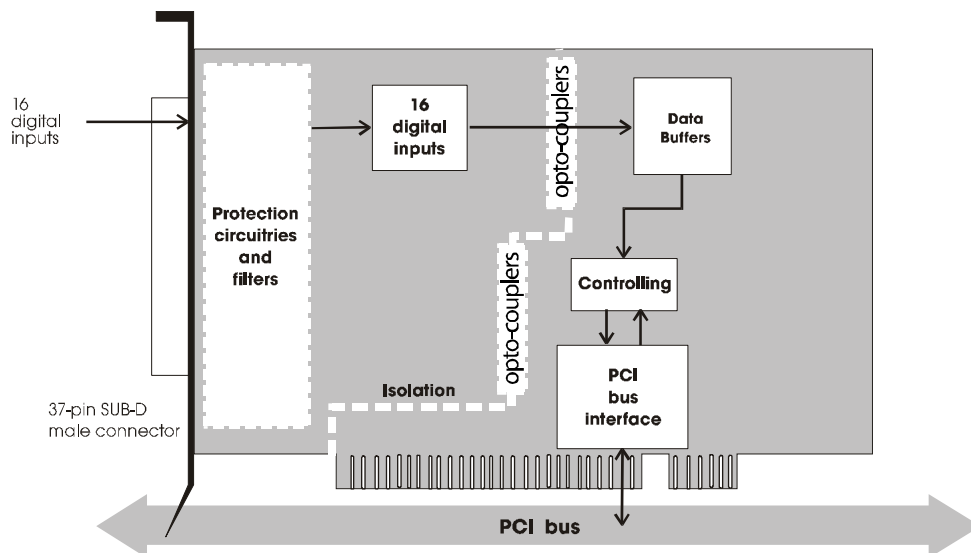 16
digital
inputs
Protection
circuitries
and
filters
16
digital
inputs
opto-couplers
Data
Buffers
opto-couplers
Controlling
Isolation
PCI
bus
interface
37-pin SUB-D
male connector
PCI bus